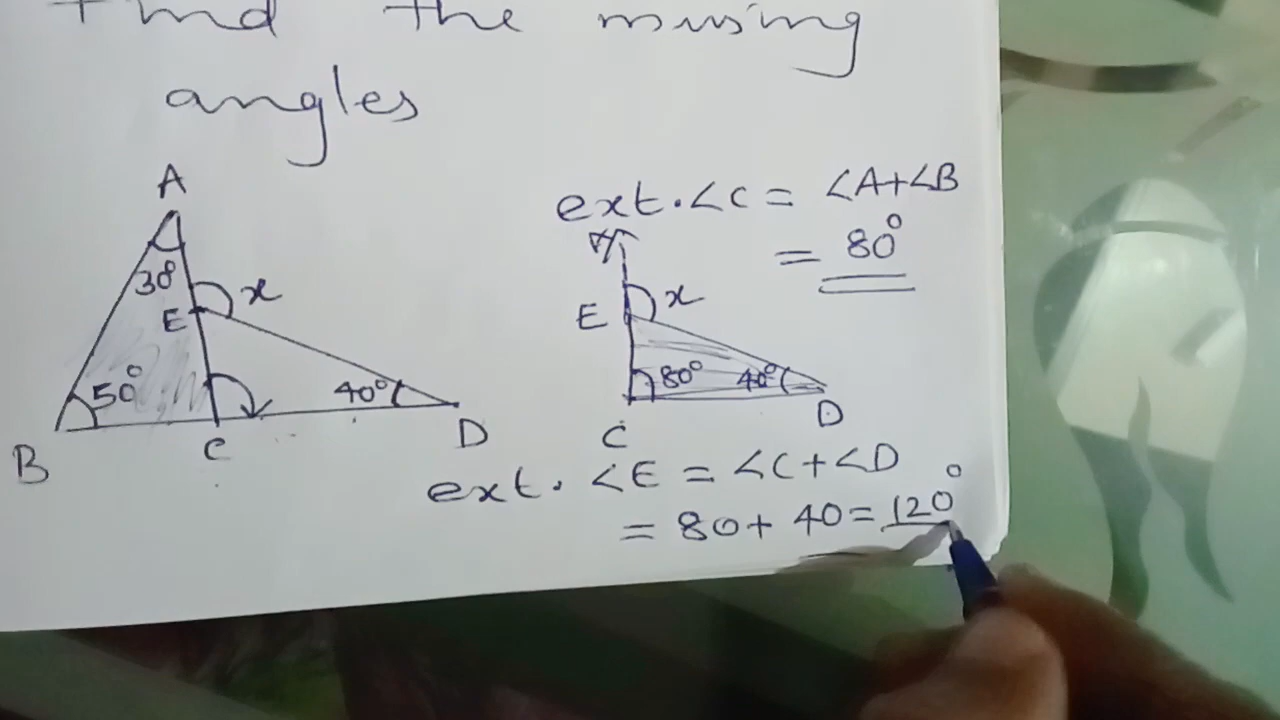 Find the missing
angles
A
30°
E
x
50°
40°
B
C
D
ext. ∠C = ∠A+∠B
= 80°
E
x
80°
40°
C
D
ext. ∠E = ∠C+∠D
= 80+ 40= 120°